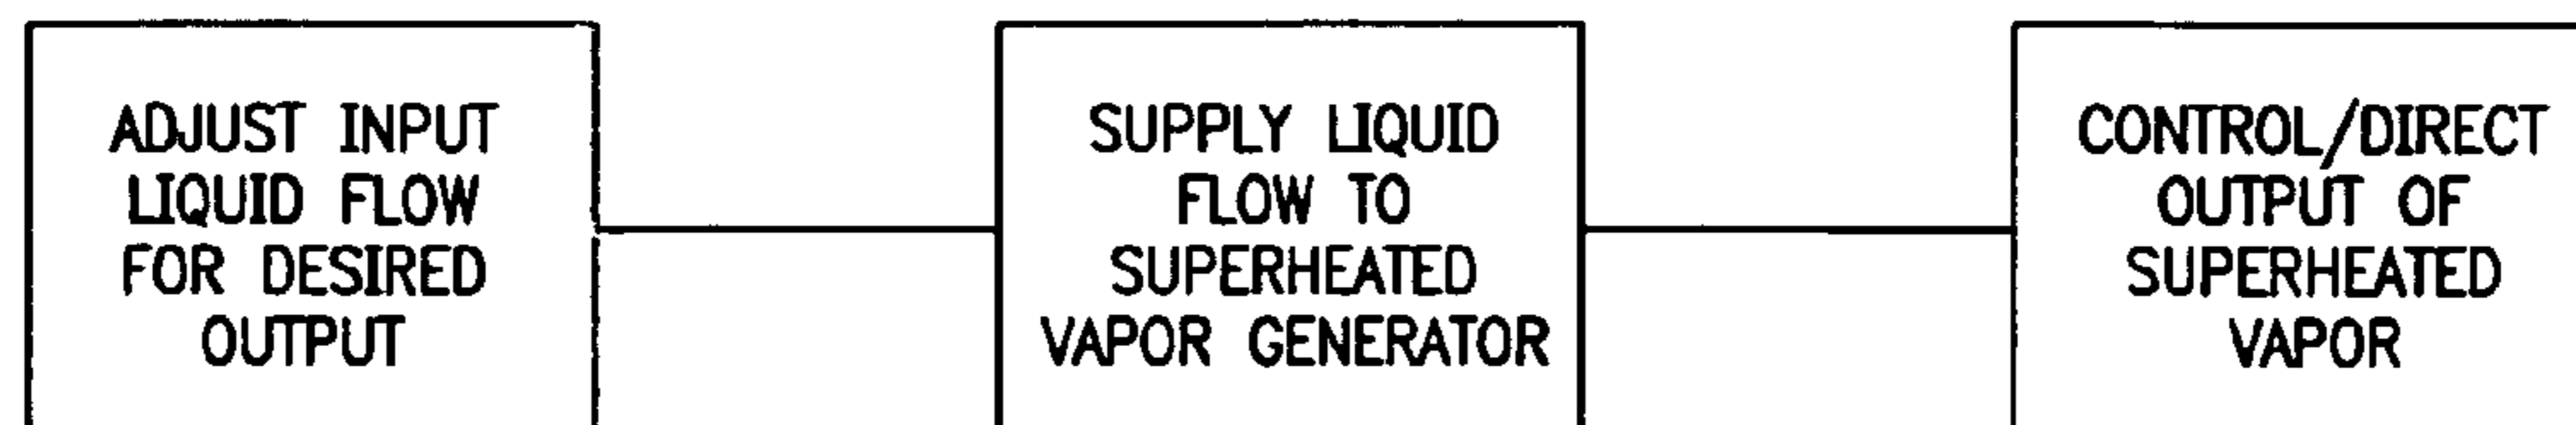 ADJUST INPUT
LIQUID FLOW
FOR DESIRED
OUTPUT
SUPPLY LIQUID
FLOW TO
SUPERHEATED
VAPOR GENERATOR
CONTROL/DIRECT
OUTPUT OF
SUPERHEATED
VAPOR